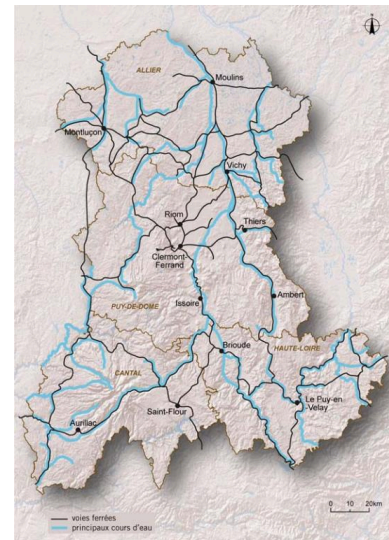 N
ALLIER
Moulins
Montluçon
Vichy
Riom
Thiers
Clermont-
Ferrand
PUY-DE-DOME
Issoire
Ambert
Brioude
HAUTE-LOIRE
CANTAL
Le Puy-en
-Velay
Saint-Flour
Aurillac
0 10 20km
voies ferrées
principaux cours d'eau